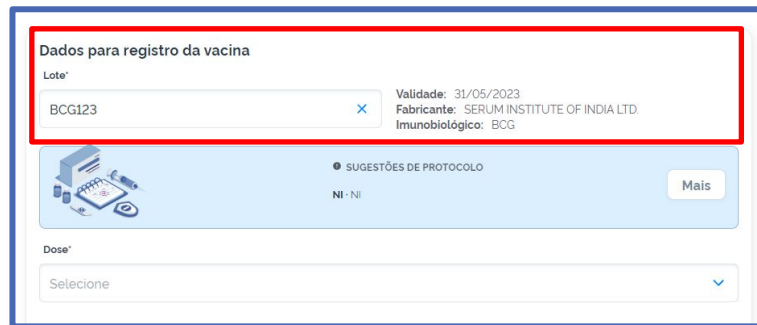 Dados para registro da vacina
Lote*
BCG123
Validade: 31/05/2023
Fabricante: SERUM INSTITUTE OF INDIA LTD.
Imunobiológico: BCG
SUGESTÕES DE PROTOCOLO
NI · NI
Mais
Dose*
Selecione